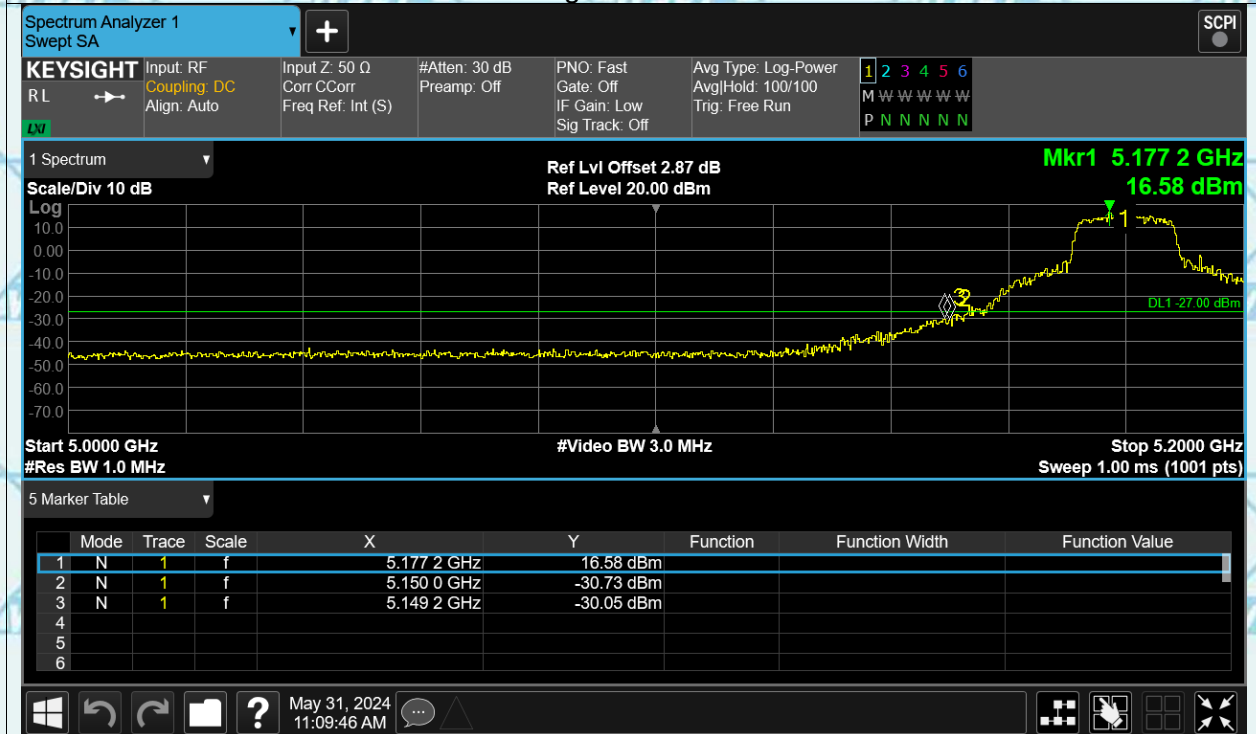 Spectrum Analyzer 1
Swept SA
+
SCPI
KEYSIGHT Input: RF Input Z: 50 Ω #Atten: 30 dB PNO: Fast Avg Type: Log-Power 1 2 3 4 5 6
RL Coupling: DC Corr CCorr Preamp: Off Gate: Off Avg|Hold: 100/100 M W W W W W
Align: Auto Freq Ref: Int (S) IF Gain: Low Trig: Free Run
LXI Sig Track: Off P N N N N N
1 Spectrum Ref Lvl Offset 2.87 dB Mkr1 5.177 2 GHz
Scale/Div 10 dB Ref Level 20.00 dBm 16.58 dBm
Log
10.0 1
0.00
-10.0
-20.0 DL1 -27.00 dBm
-30.0
-40.0
-50.0
-60.0
-70.0
Start 5.0000 GHz #Video BW 3.0 MHz Stop 5.2000 GHz
#Res BW 1.0 MHz Sweep 1.00 ms (1001 pts)
5 Marker Table
Mode Trace Scale X Y Function Function Width Function Value
1 N 1 f 5.177 2 GHz 16.58 dBm
2 N 1 f 5.150 0 GHz -30.73 dBm
3 N 1 f 5.149 2 GHz -30.05 dBm
4
5
6
? May 31, 2024
11:09:46 AM